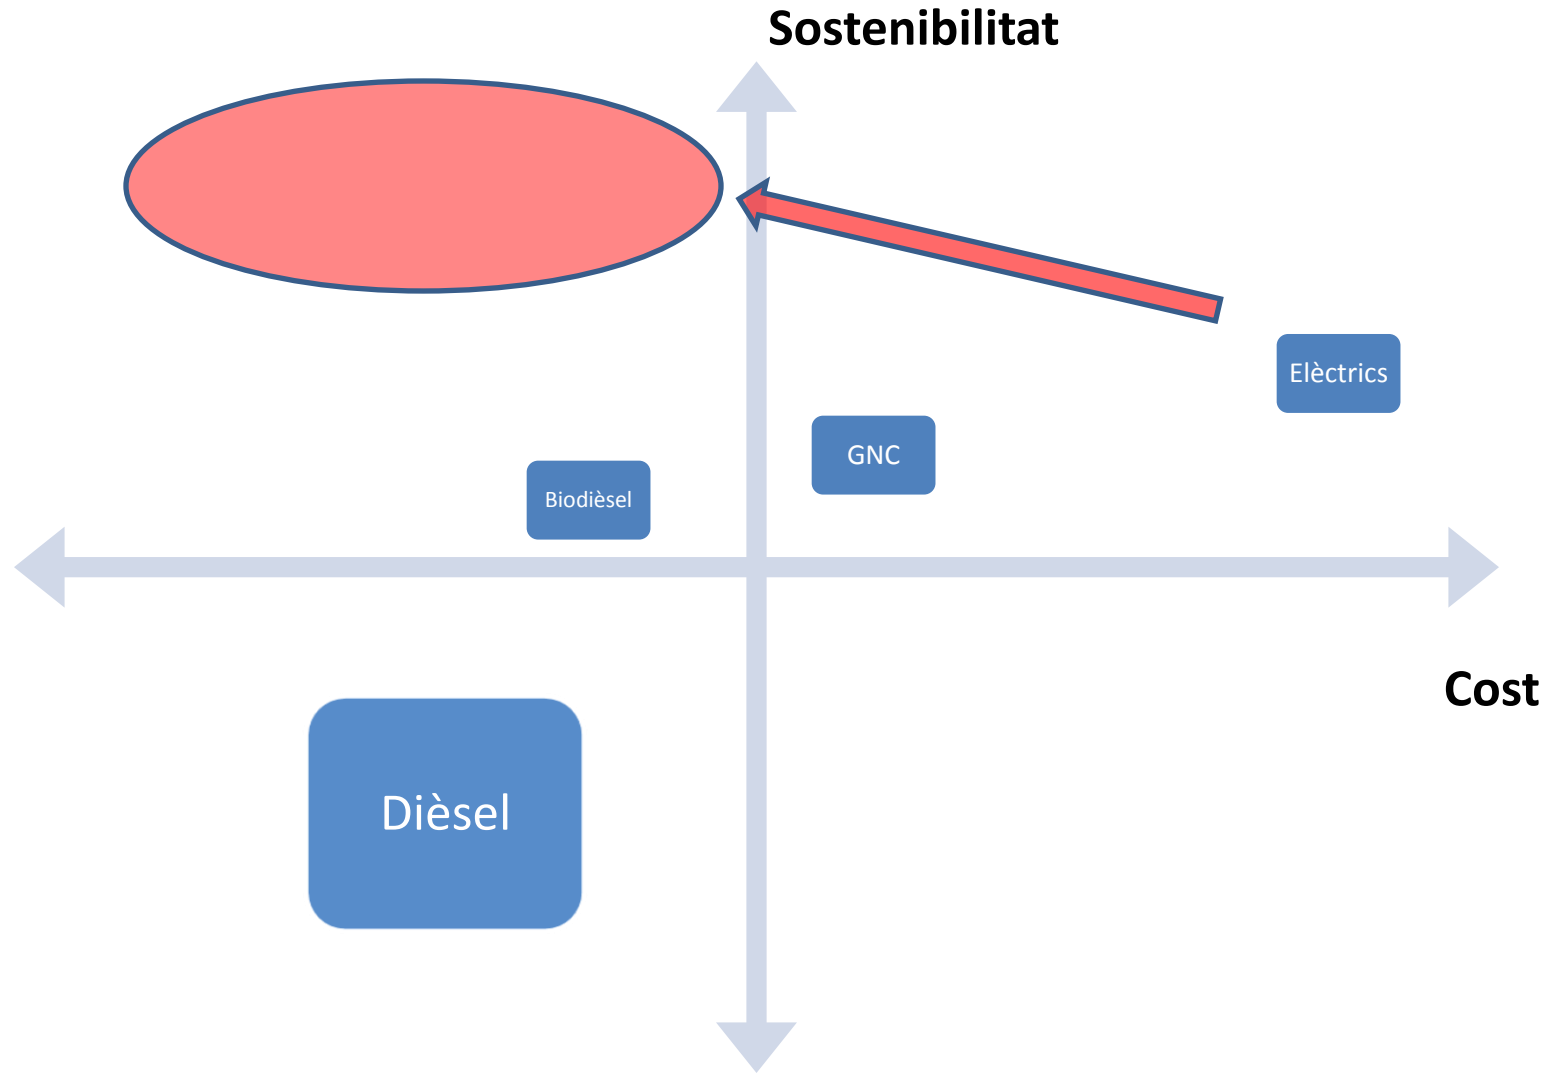 Sostenibilitat
Elèctrics
GNC
Biodièsel
Cost
Dièsel